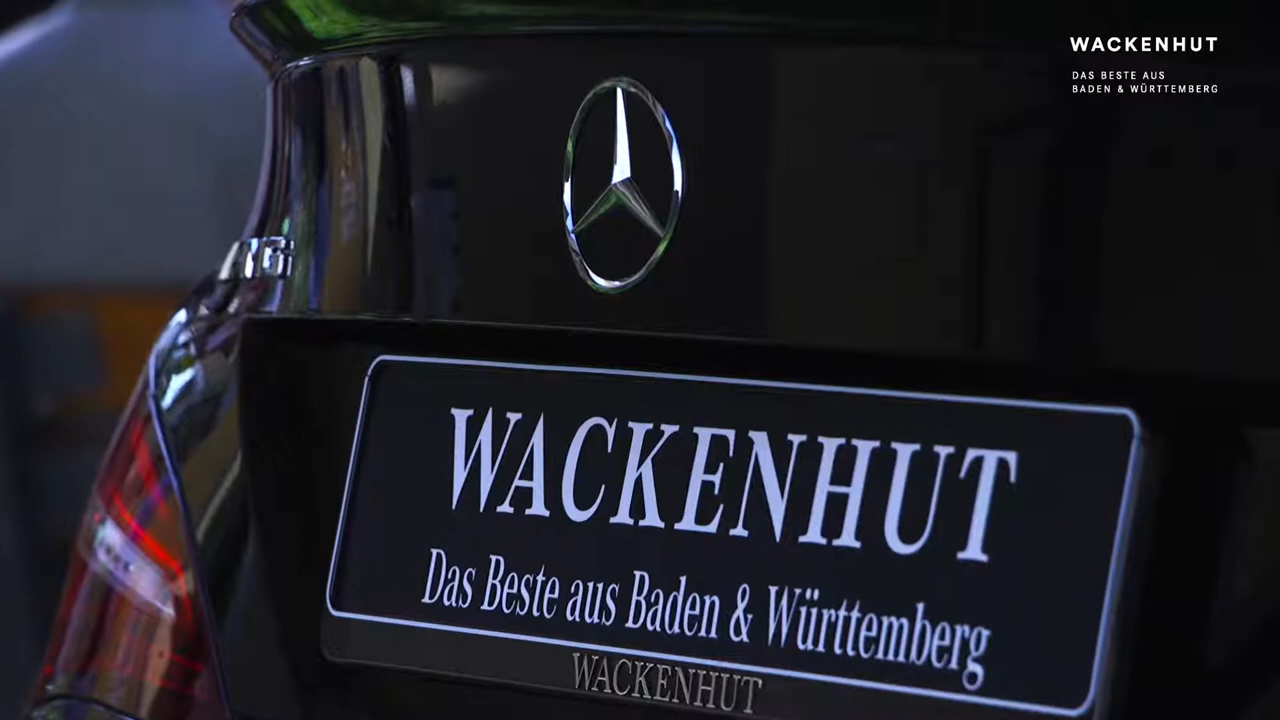 WACKENHUT
DAS BESTE AUS
BADEN & WÜRTTEMBERG
WACKENHUT
Das Beste aus Baden & Württemberg
WACKENHUT